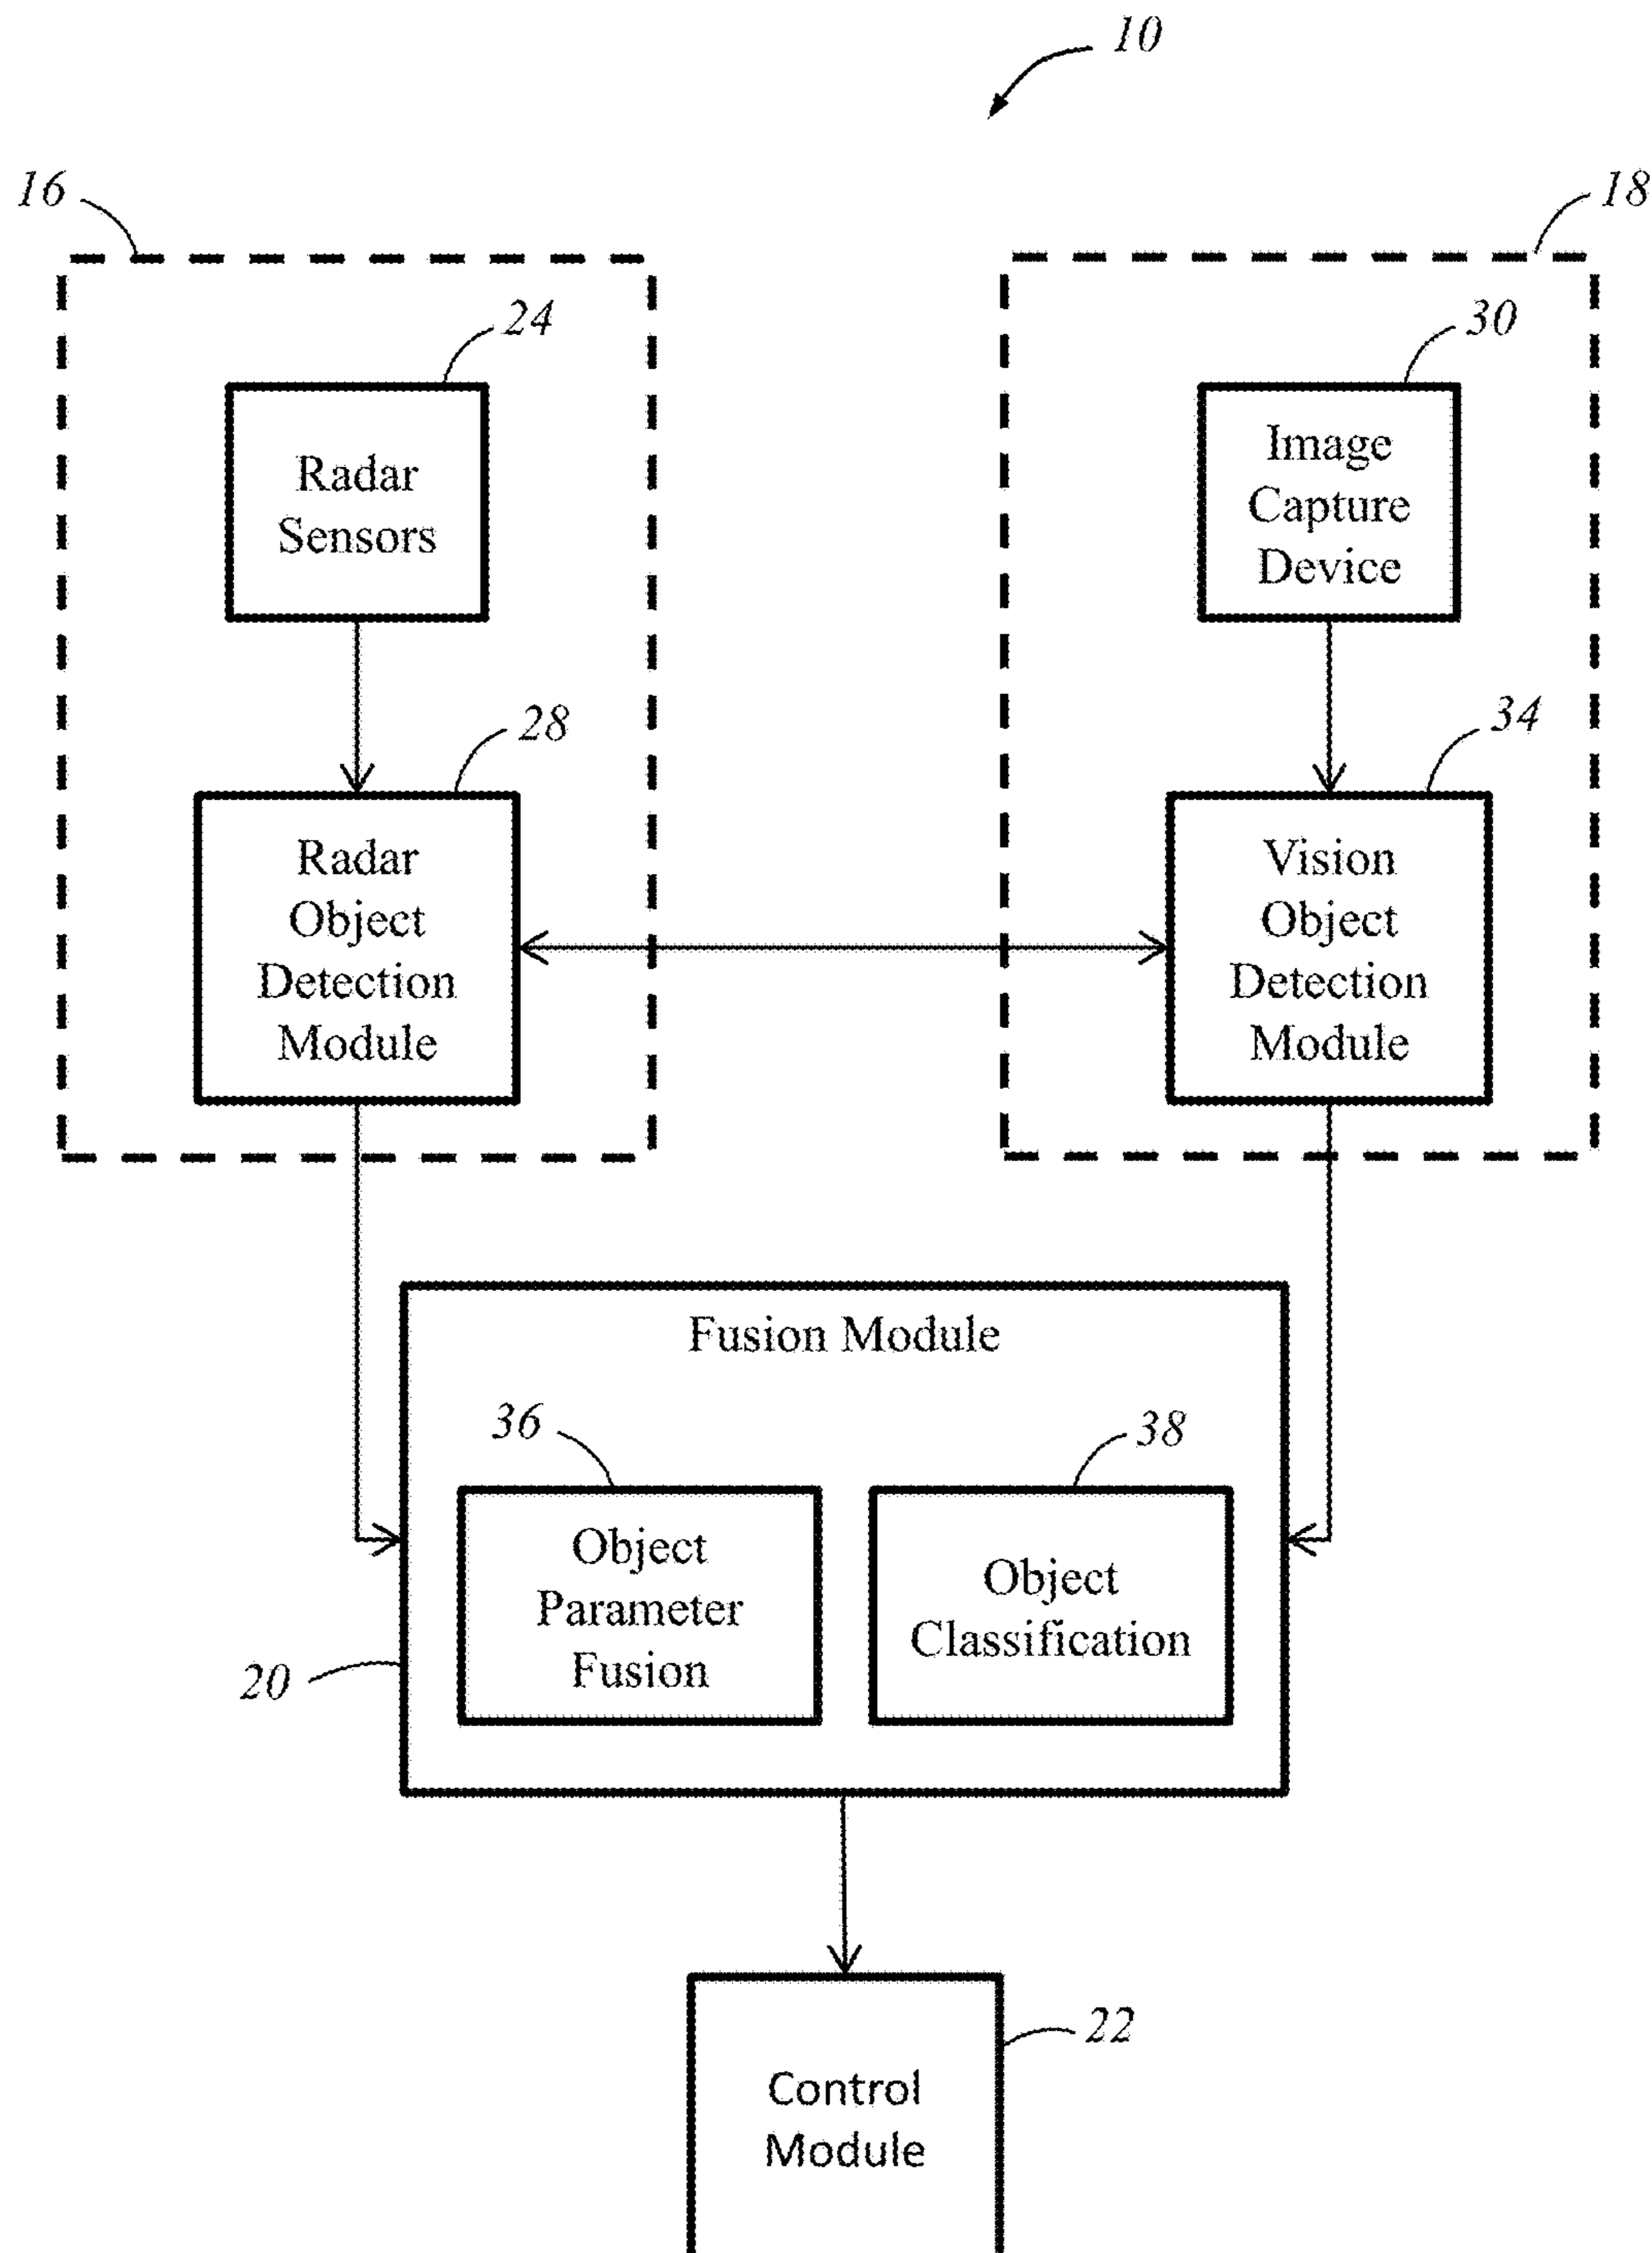 10
16
18
24
30
Radar
Sensors
Image
Capture
Device
28
34
Radar
Object
Detection
Module
Vision
Object
Detection
Module
Fusion Module
36
38
Object
Parameter
Fusion
Object
Classification
20
22
Control
Module